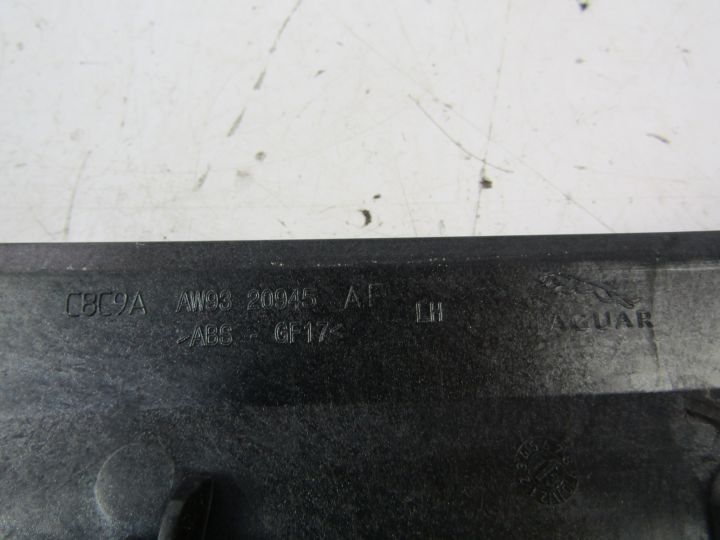 C8C9A AW93 20945 AF LH
>ABS - GF17<
JAGUAR